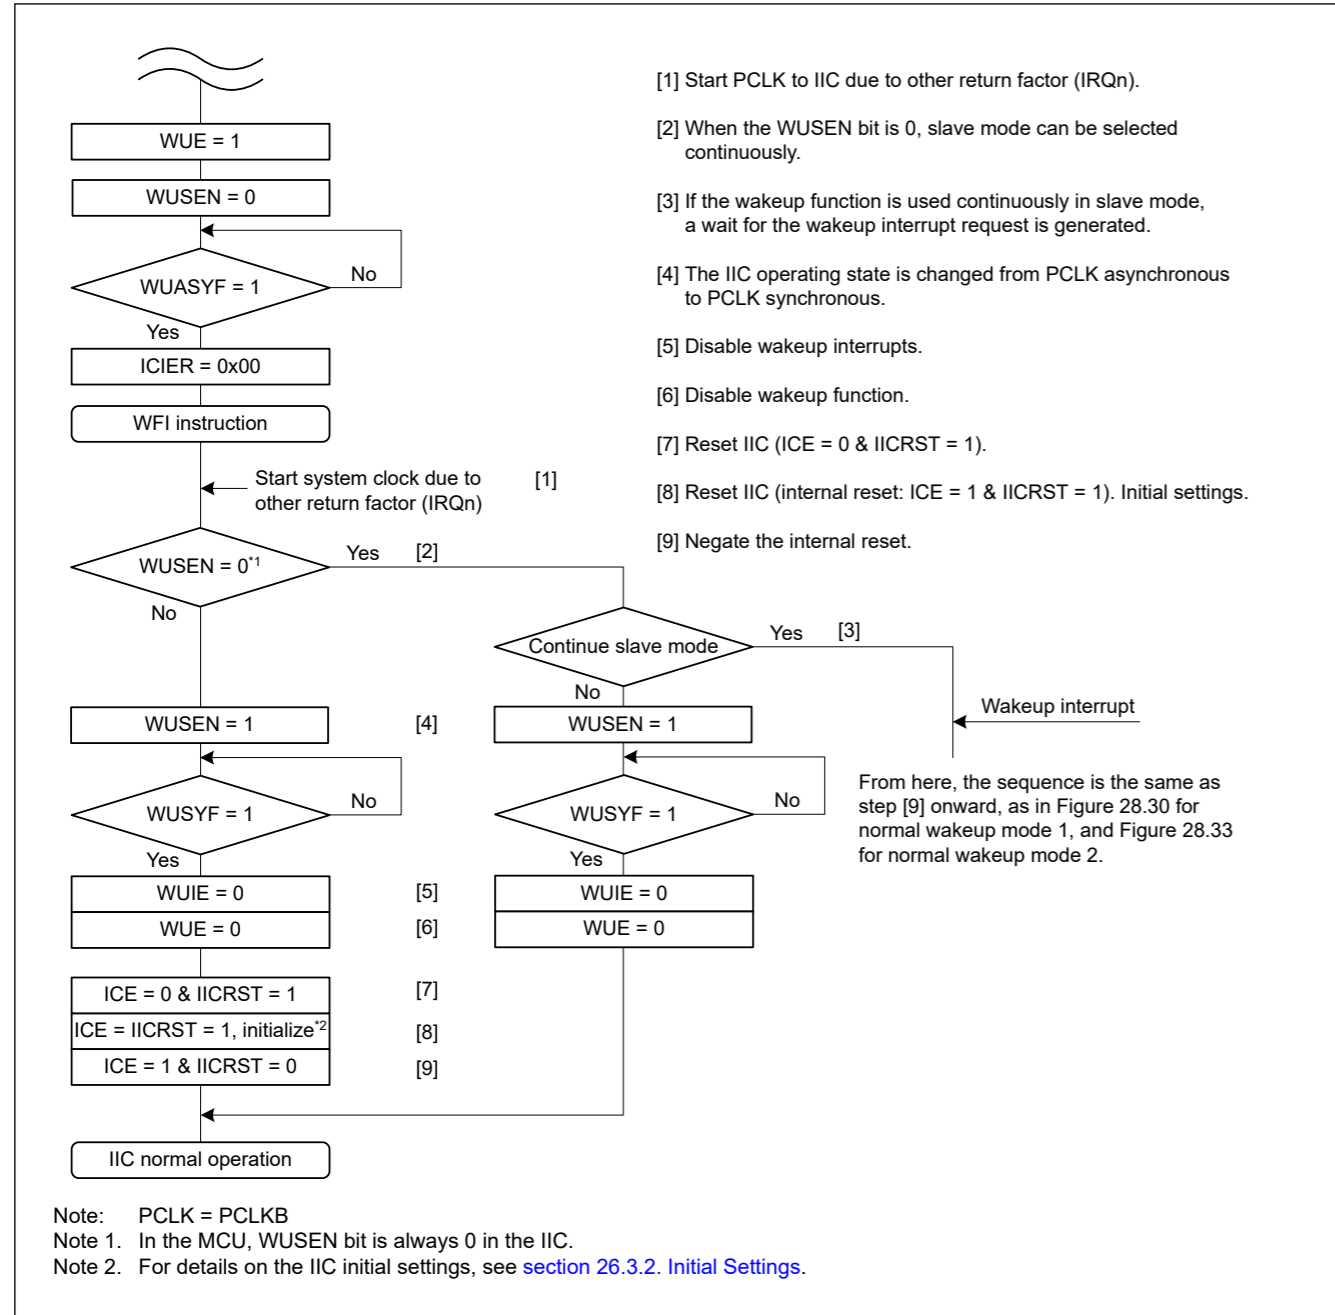 WUE = 1
WUSEN = 0
WUASYF = 1
No
Yes
ICIER = 0x00
WFI instruction
Start system clock due to
other return factor (IRQn)
[1]
WUSEN = 0*1
Yes
[2]
No
Continue slave mode
Yes
[3]
No
Wakeup interrupt
From here, the sequence is the same as
step [9] onward, as in Figure 28.30 for
normal wakeup mode 1, and Figure 28.33
for normal wakeup mode 2.
WUSEN = 1
[4]
WUSYF = 1
No
Yes
WUIE = 0
[5]
WUE = 0
[6]
ICE = 0 & IICRST = 1
[7]
ICE = IICRST = 1, initialize*2
[8]
ICE = 1 & IICRST = 0
[9]
WUSEN = 1
WUSYF = 1
No
Yes
WUIE = 0
WUE = 0
IIC normal operation
[1] Start PCLK to IIC due to other return factor (IRQn).
[2] When the WUSEN bit is 0, slave mode can be selected
continuously.
[3] If the wakeup function is used continuously in slave mode,
a wait for the wakeup interrupt request is generated.
[4] The IIC operating state is changed from PCLK asynchronous
to PCLK synchronous.
[5] Disable wakeup interrupts.
[6] Disable wakeup function.
[7] Reset IIC (ICE = 0 & IICRST = 1).
[8] Reset IIC (internal reset: ICE = 1 & IICRST = 1). Initial settings.
[9] Negate the internal reset.
Note: PCLK = PCLKB
Note 1. In the MCU, WUSEN bit is always 0 in the IIC.
Note 2. For details on the IIC initial settings, see section 26.3.2. Initial Settings.